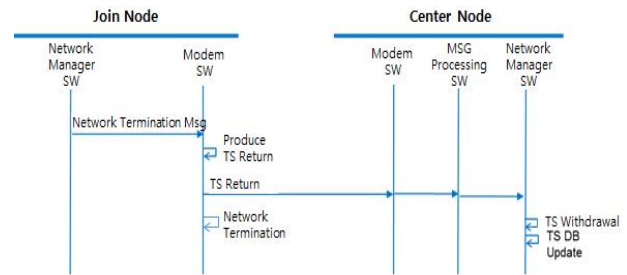 Join Node
Center Node
Network
Manager
SW
Modem
SW
Modem
SW
MSG
Processing
SW
Network
Manager
SW
Network Termination Msg
Produce
TS Return
TS Return
Network
Termination
TS Withdrawal
TS DB
Update